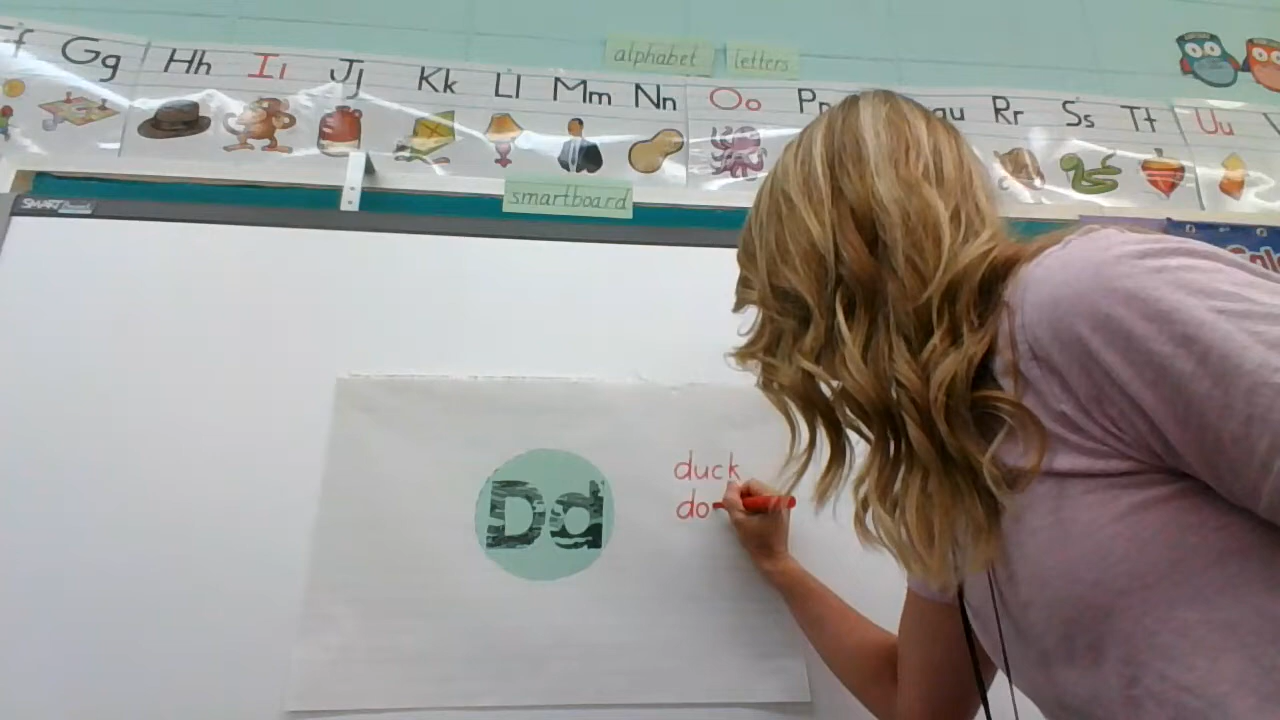 alphabet letters
Gg Hh Ii Jj Kk Ll Mm Nn Oo Rr Ss Tt Uu
smartboard
SMART
duck
do
Dd